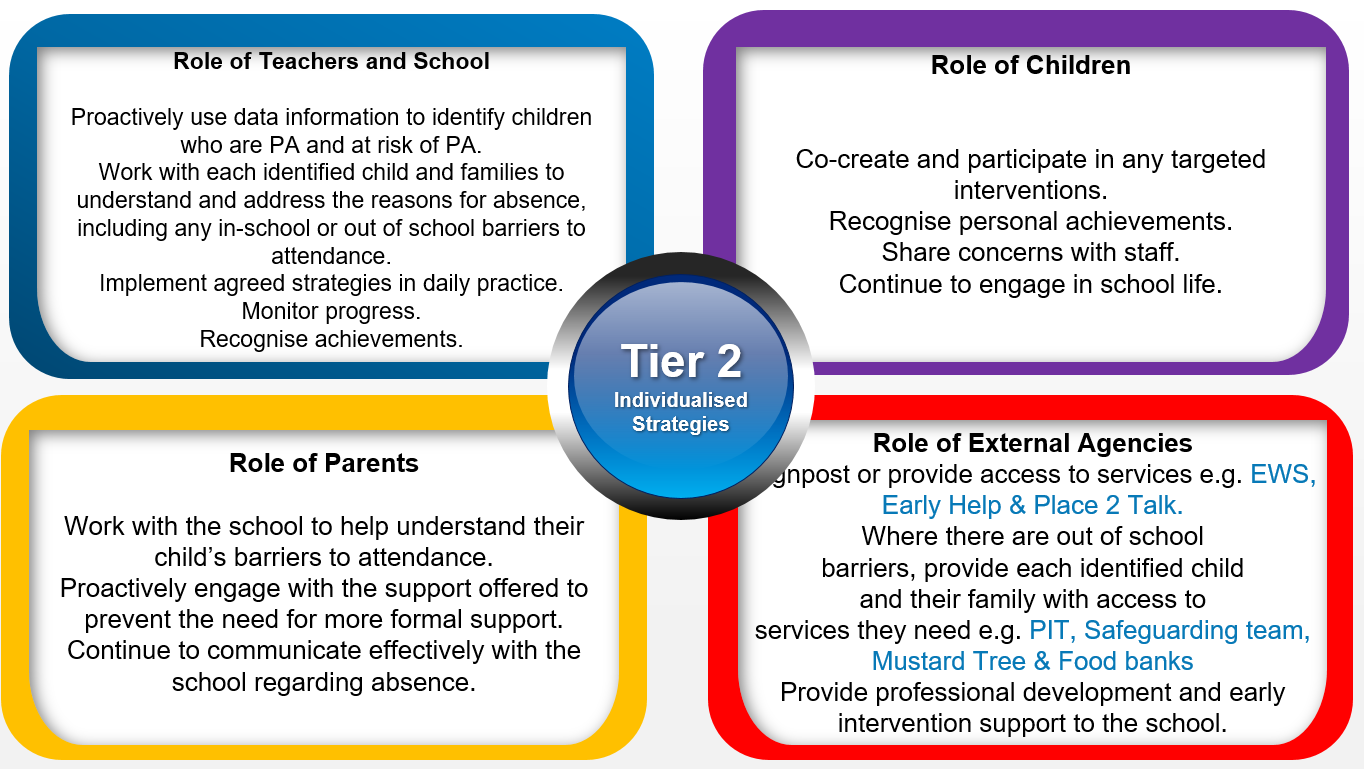 Role of Teachers and School
Proactively use data information to identify children
who are PA and at risk of PA.
Work with each identified child and families to
understand and address the reasons for absence,
including any in-school or out of school barriers to
attendance.
Implement agreed strategies in daily practice.
Monitor progress.
Recognise achievements.
Role of Children
Co-create and participate in any targeted
interventions.
Recognise personal achievements.
Share concerns with staff.
Continue to engage in school life.
Tier 2
Individualised
Strategies
Role of Parents
Work with the school to help understand their
child’s barriers to attendance.
Proactively engage with the support offered to
prevent the need for more formal support.
Continue to communicate effectively with the
school regarding absence.
Role of External Agencies
or provide access to services e.g. EWS,
Early Help & Place 2 Talk.
Where there are out of school
barriers, provide each identified child
and their family with access to
services they need e.g. PIT, Safeguarding team,
Mustard Tree & Food banks
Provide professional development and early
intervention support to the school.